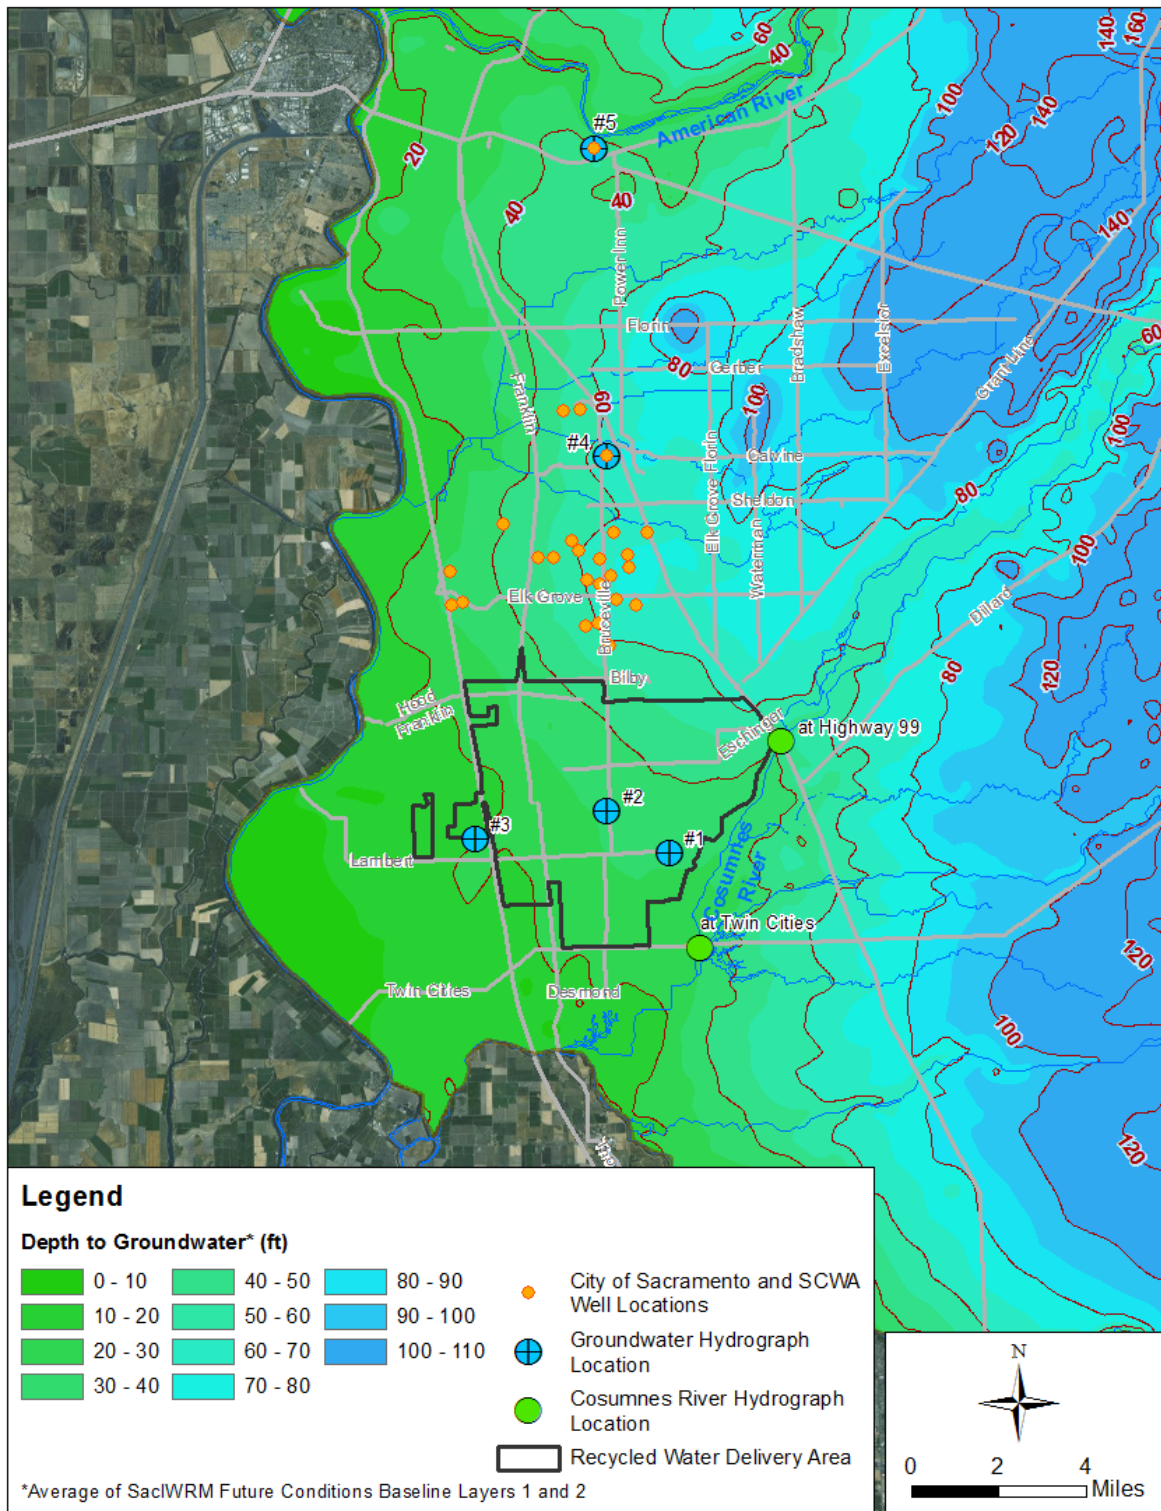 60
140
160
40
100
American River
140
#5
120
20
40
40
140
Power Inn
Florin
Bradshaw
Excelsior
60
80
Gerber
Grant Line
Franklin
60
100
100
#4
Calvine
Elk Grove Florin
Sheldon
80
Waterman
100
Elk Grove
Bruceville
Dillard
Bilby
80
120
Hood
Franklin
Eschinger
at Highway 99
#2
#3
#1
Lambert
Cosumnes
River
at Twin Cities
120
Twin Cities
Desmond
100
120
Legend
Depth to Groundwater* (ft)
0 - 10
10 - 20
20 - 30
30 - 40
40 - 50
50 - 60
60 - 70
70 - 80
80 - 90
90 - 100
100 - 110
City of Sacramento and SCWA
Well Locations
Groundwater Hydrograph
Location
Cosumnes River Hydrograph
Location
Recycled Water Delivery Area
*Average of SacIWRM Future Conditions Baseline Layers 1 and 2
N
0 2 4
Miles